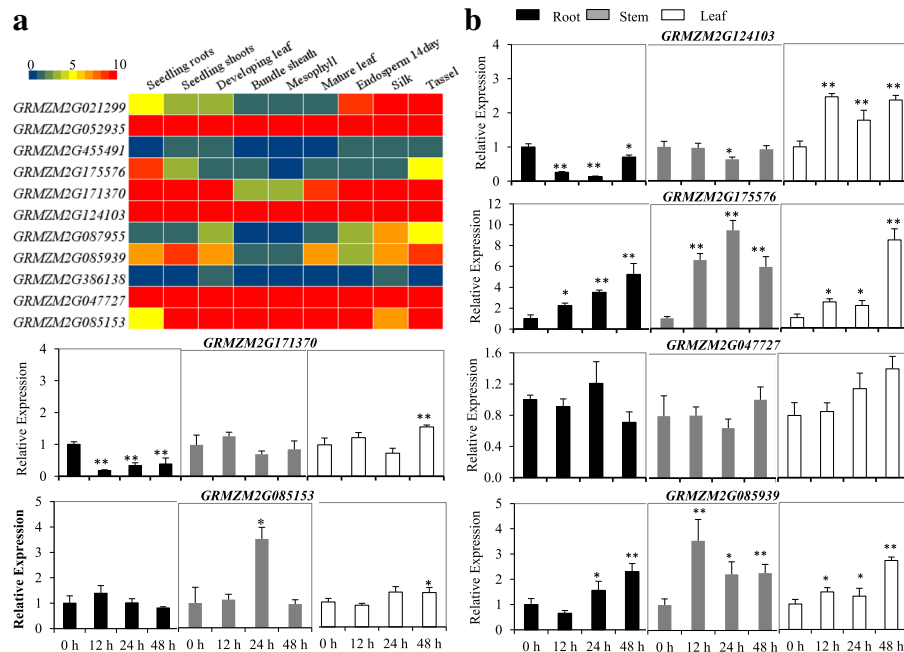 a
0 5 10
Seedling roots
Seedling shoots
Developing leaf
Bundle sheath
Mesophyll
Mature leaf
Endosperm 14day
Silk
Tassel
GRMZM2G021299
GRMZM2G052935
GRMZM2G455491
GRMZM2G175576
GRMZM2G171370
GRMZM2G124103
GRMZM2G087955
GRMZM2G085939
GRMZM2G386138
GRMZM2G047727
GRMZM2G085153
GRMZM2G171370
Relative Expression
4
3
2
1
0
** ** ** **
GRMZM2G085153
Relative Expression
5
4
3
2
1
0
* *
0 h 12 h 24 h 48 h 0 h 12 h 24 h 48 h 0 h 12 h 24 h 48 h
b
Root Stem Leaf
GRMZM2G124103
Relative Expression
4
3
2
1
0
** ** * * ** ** **
GRMZM2G175576
Relative Expression
12
10
8
6
4
2
0
* ** ** ** ** ** * * **
GRMZM2G047727
Relative Expression
1.6
1.2
0.8
0.4
0.0
GRMZM2G085939
Relative Expression
5
4
3
2
1
0
* ** ** * ** * * **
0 h 12 h 24 h 48 h 0 h 12 h 24 h 48 h 0 h 12 h 24 h 48 h